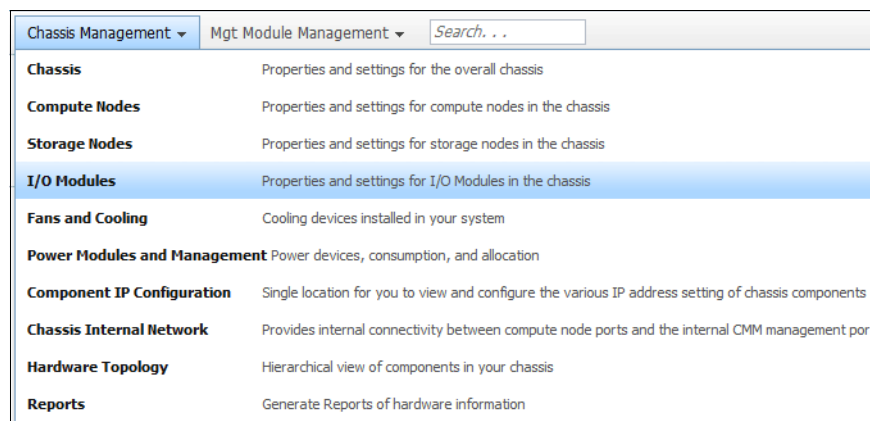 Chassis Management Mgt Module Management Search. . .
Chassis Properties and settings for the overall chassis
Compute Nodes Properties and settings for compute nodes in the chassis
Storage Nodes Properties and settings for storage nodes in the chassis
I/O Modules Properties and settings for I/O Modules in the chassis
Fans and Cooling Cooling devices installed in your system
Power Modules and Management Power devices, consumption, and allocation
Component IP Configuration Single location for you to view and configure the various IP address setting of chassis components
Chassis Internal Network Provides internal connectivity between compute node ports and the internal CMM management por
Hardware Topology Hierarchical view of components in your chassis
Reports Generate Reports of hardware information